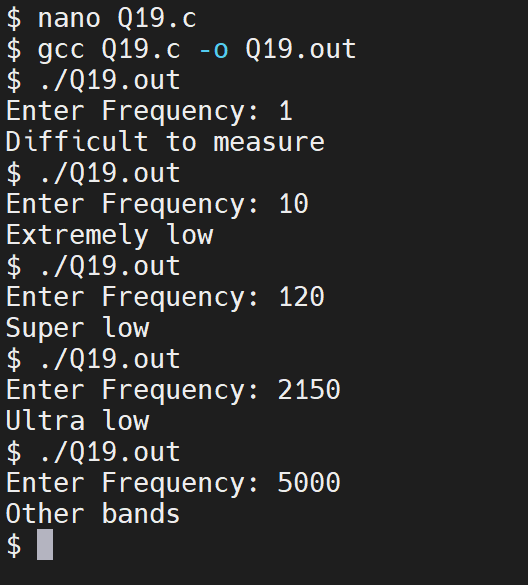 $ nano Q19.c
$ gcc Q19.c -o Q19.out
$ ./Q19.out
Enter Frequency: 1
Difficult to measure
$ ./Q19.out
Enter Frequency: 10
Extremely low
$ ./Q19.out
Enter Frequency: 120
Super low
$ ./Q19.out
Enter Frequency: 2150
Ultra low
$ ./Q19.out
Enter Frequency: 5000
Other bands
$